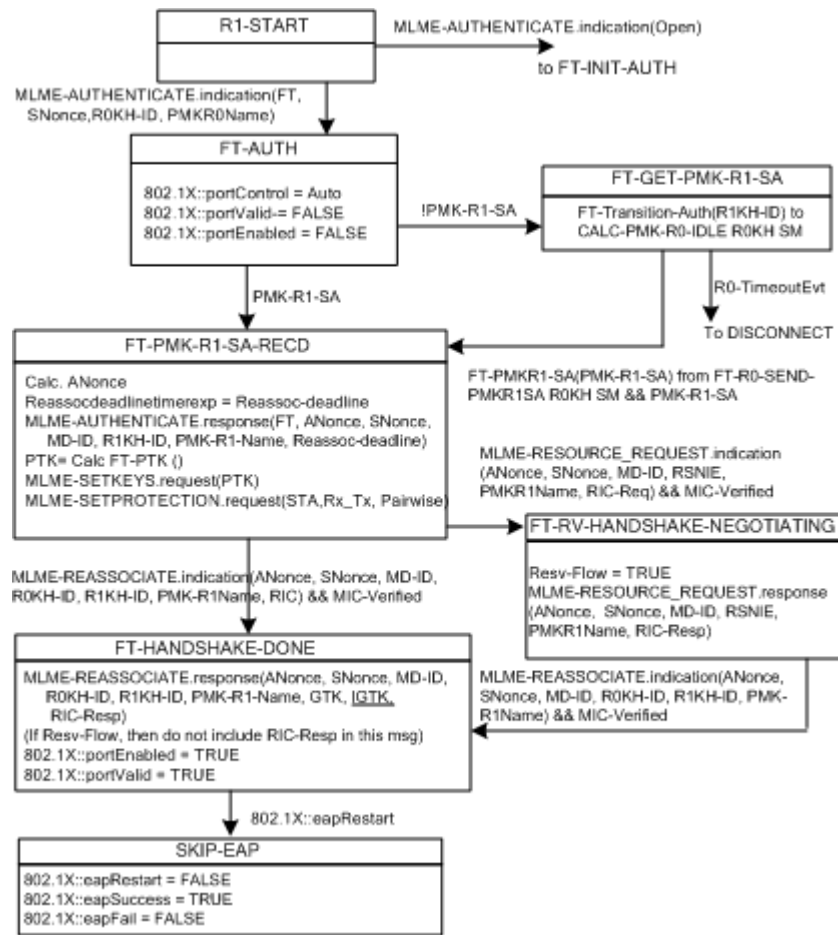 R1-START
MLME-AUTHENTICATE.indication(Open)
to FT-INIT-AUTH
MLME-AUTHENTICATE.indication(FT,
SNonce,R0KH-ID, PMKR0Name)
FT-AUTH
802.1X::portControl = Auto
802.1X::portValid-= FALSE
802.1X::portEnabled = FALSE
!PMK-R1-SA
FT-GET-PMK-R1-SA
FT-Transition-Auth(R1KH-ID) to
CALC-PMK-R0-IDLE R0KH SM
PMK-R1-SA
R0-TimeoutEvt
To DISCONNECT
FT-PMK-R1-SA-RECD
Calc. ANonce
Reassocdeadlinetimerexp = Reassoc-deadline
MLME-AUTHENTICATE.response(FT, ANonce, SNonce,
MD-ID, R1KH-ID, PMK-R1-Name, Reassoc-deadline)
PTK= Calc FT-PTK ()
MLME-SETKEYS.request(PTK)
MLME-SETPROTECTION.request(STA,Rx_Tx, Pairwise)
FT-PMKR1-SA(PMK-R1-SA) from FT-R0-SEND-
PMKR1SA R0KH SM && PMK-R1-SA
MLME-RESOURCE_REQUEST.indication
(ANonce, SNonce, MD-ID, RSNIE,
PMKR1Name, RIC-Req) && MIC-Verified
FT-RV-HANDSHAKE-NEGOTIATING
Resv-Flow = TRUE
MLME-RESOURCE_REQUEST.response
(ANonce, SNonce, MD-ID, RSNIE,
PMKR1Name, RIC-Resp)
MLME-REASSOCIATE.indication(ANonce, SNonce, MD-ID,
R0KH-ID, R1KH-ID, PMK-R1Name, RIC) && MIC-Verified
FT-HANDSHAKE-DONE
MLME-REASSOCIATE.response(ANonce, SNonce, MD-ID,
R0KH-ID, R1KH-ID, PMK-R1-Name, GTK, IGTK,
RIC-Resp)
(If Resv-Flow, then do not include RIC-Resp in this msg)
802.1X::portEnabled = TRUE
802.1X::portValid = TRUE
MLME-REASSOCIATE.indication(ANonce,
SNonce, MD-ID, R0KH-ID, R1KH-ID, PMK-
R1Name) && MIC-Verified
802.1X::eapRestart
SKIP-EAP
802.1X::eapRestart = FALSE
802.1X::eapSuccess = TRUE
802.1X::eapFail = FALSE